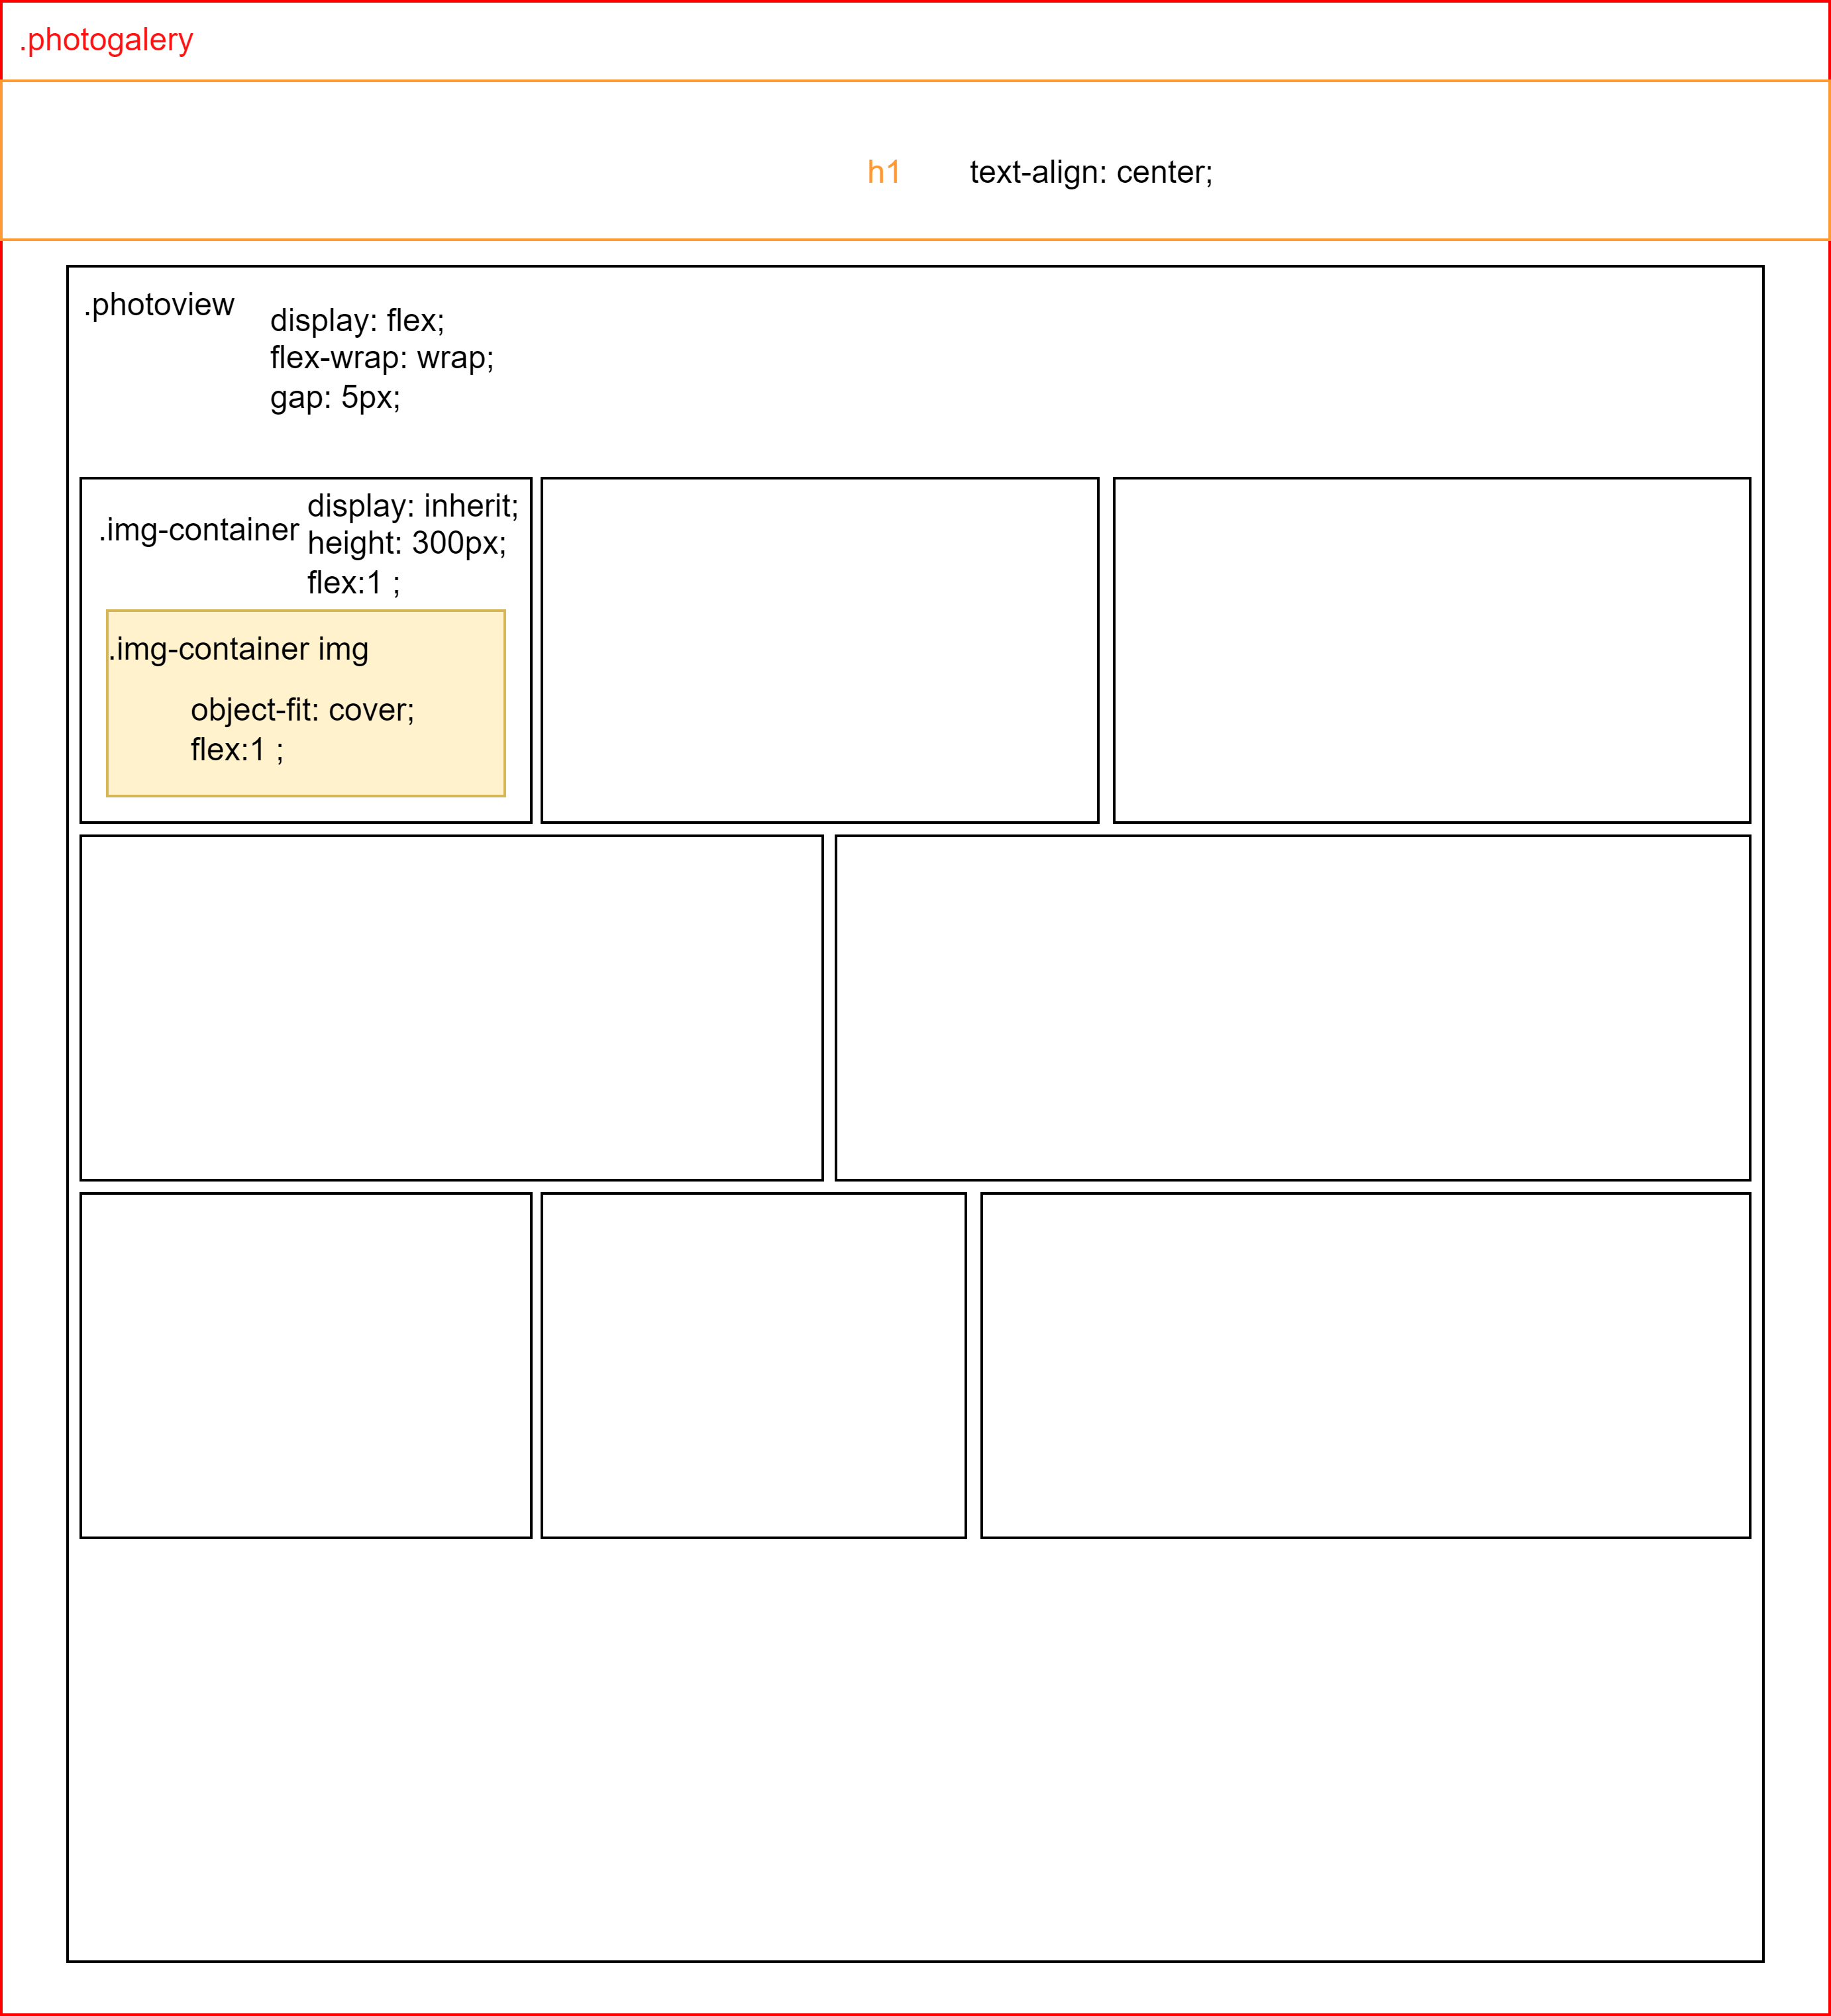 .photogalery
h1
text-align: center;
.photoview
display: flex;
flex-wrap: wrap;
gap: 5px;
.img-container
display: inherit;
height: 300px;
flex:1 ;
.img-container img
object-fit: cover;
flex:1 ;